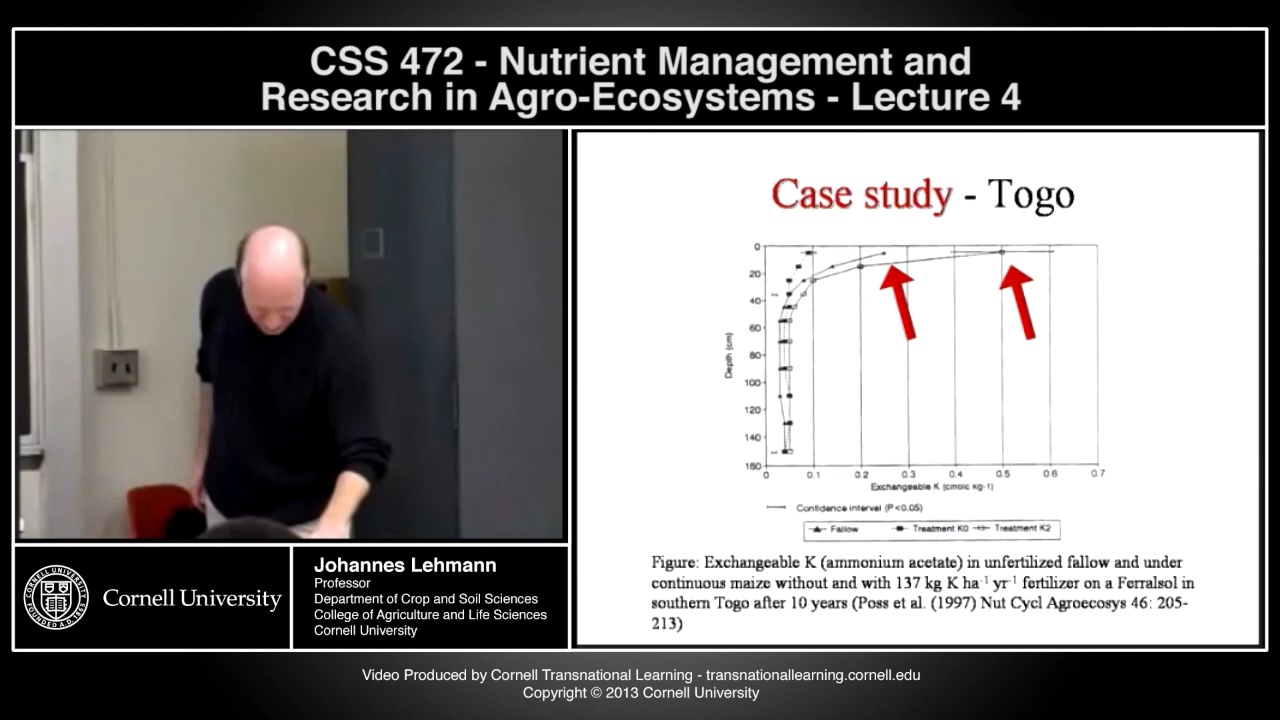 CSS 472 - Nutrient Management and
Research in Agro-Ecosystems - Lecture 4
Case study - Togo
0
20
40
60
80
100
120
140
160
Depth (cm)
0 0.1 0.2 0.3 0.4 0.5 0.6 0.7
Exchangeable K (cmolc kg-1)
Confidence interval (P<0.05)
Fallow Treatment K0 Treatment K2
Figure: Exchangeable K (ammonium acetate) in unfertilized fallow and under
continuous maize without and with 137 kg K ha-1 yr-1 fertilizer on a Ferralsol in
southern Togo after 10 years (Poss et al. (1997) Nut Cycl Agroecosys 46: 205-
213)
Cornell University
Johannes Lehmann
Professor
Department of Crop and Soil Sciences
College of Agriculture and Life Sciences
Cornell University
Video Produced by Cornell Transnational Learning - transnationallearning.cornell.edu
Copyright © 2013 Cornell University